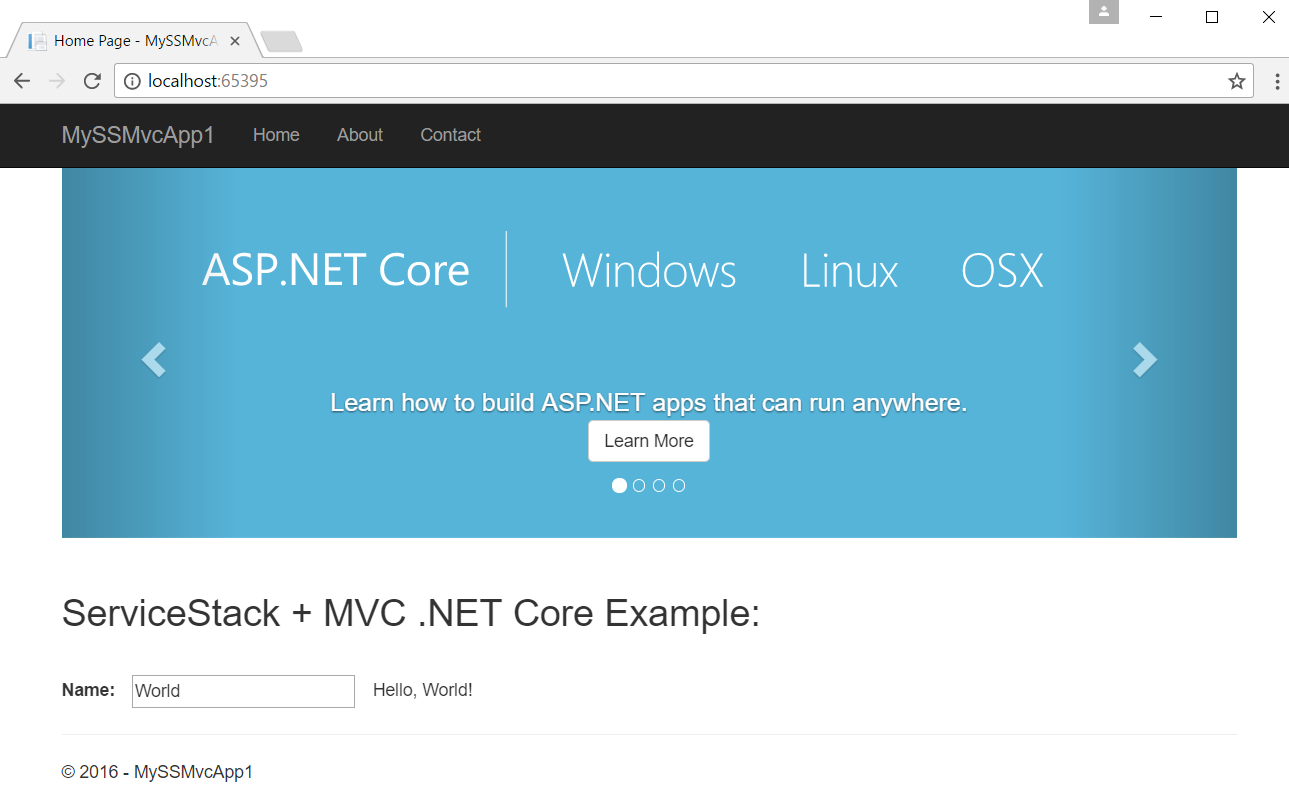 Home Page - MySSMvcA
localhost:65395
MySSMvcApp1 Home About Contact
ASP.NET Core Windows Linux OSX
Learn how to build ASP.NET apps that can run anywhere.
Learn More
ServiceStack + MVC .NET Core Example:
Name: World Hello, World!
© 2016 - MySSMvcApp1